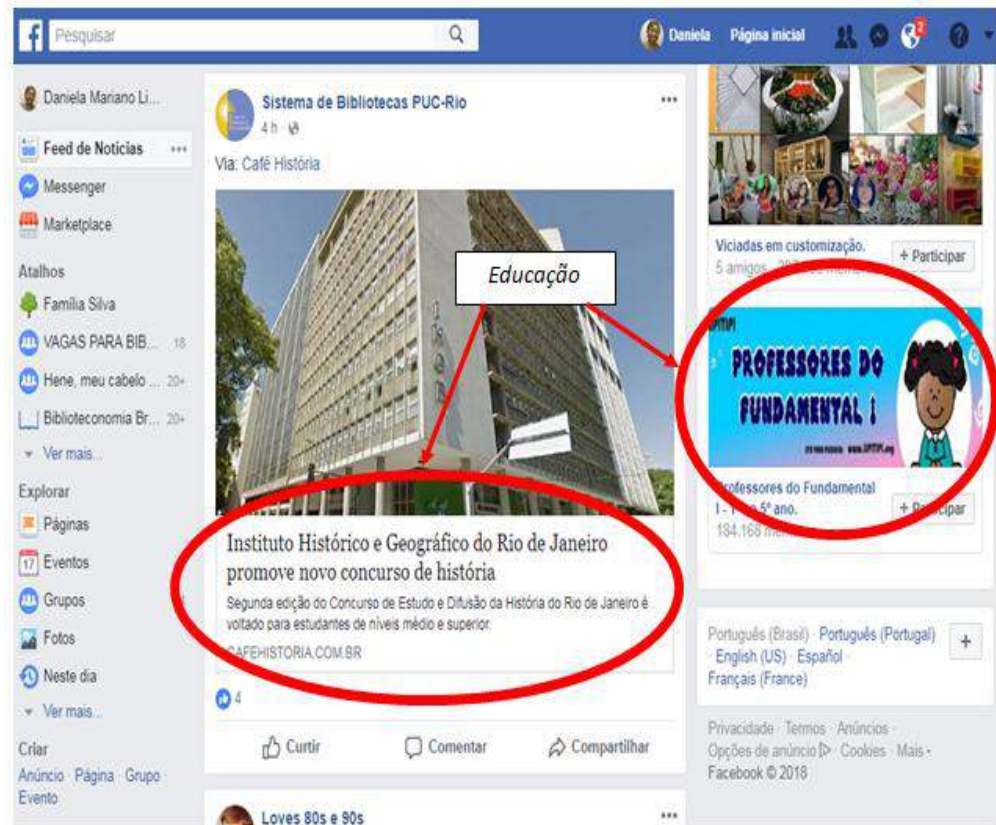 f
Pesquisar
Daniela
Página inicial
2
?
Daniela Mariano Li...
Feed de Noticias
Messenger
Marketplace
Atalhos
Família Silva
VAGAS PARA BIB... 18
Hene, meu cabelo ... 20+
Biblioteconomia Br... 20+
Ver mais...
Explorar
Páginas
17 Eventos
Grupos
Fotos
Neste dia
Ver mais...
Criar
Anúncio · Página · Grupo
Evento
Sistema de Bibliotecas PUC-Rio
4 h ·
Via: Café História
Educação
Instituto Histórico e Geográfico do Rio de Janeiro
promove novo concurso de história
Segunda edição do Concurso de Estudo e Difusão da História do Rio de Janeiro é
voltado para estudantes de níveis médio e superior.
CAFEHISTORIA.COM.BR
4
Curtir
Comentar
Compartilhar
Loves 80s e 90s
Viciadas em customização.
5 amigos
+ Participar
PROFESSORES DO
FUNDAMENTAL I
Professores do Fundamental
I - 5º ano.
184.168
+ Participar
Português (Brasil) · Português (Portugal)
· English (US) · Español ·
Français (France)
+
Privacidade · Termos · Anúncios ·
Opções de anúncio · Cookies · Mais
Facebook © 2018